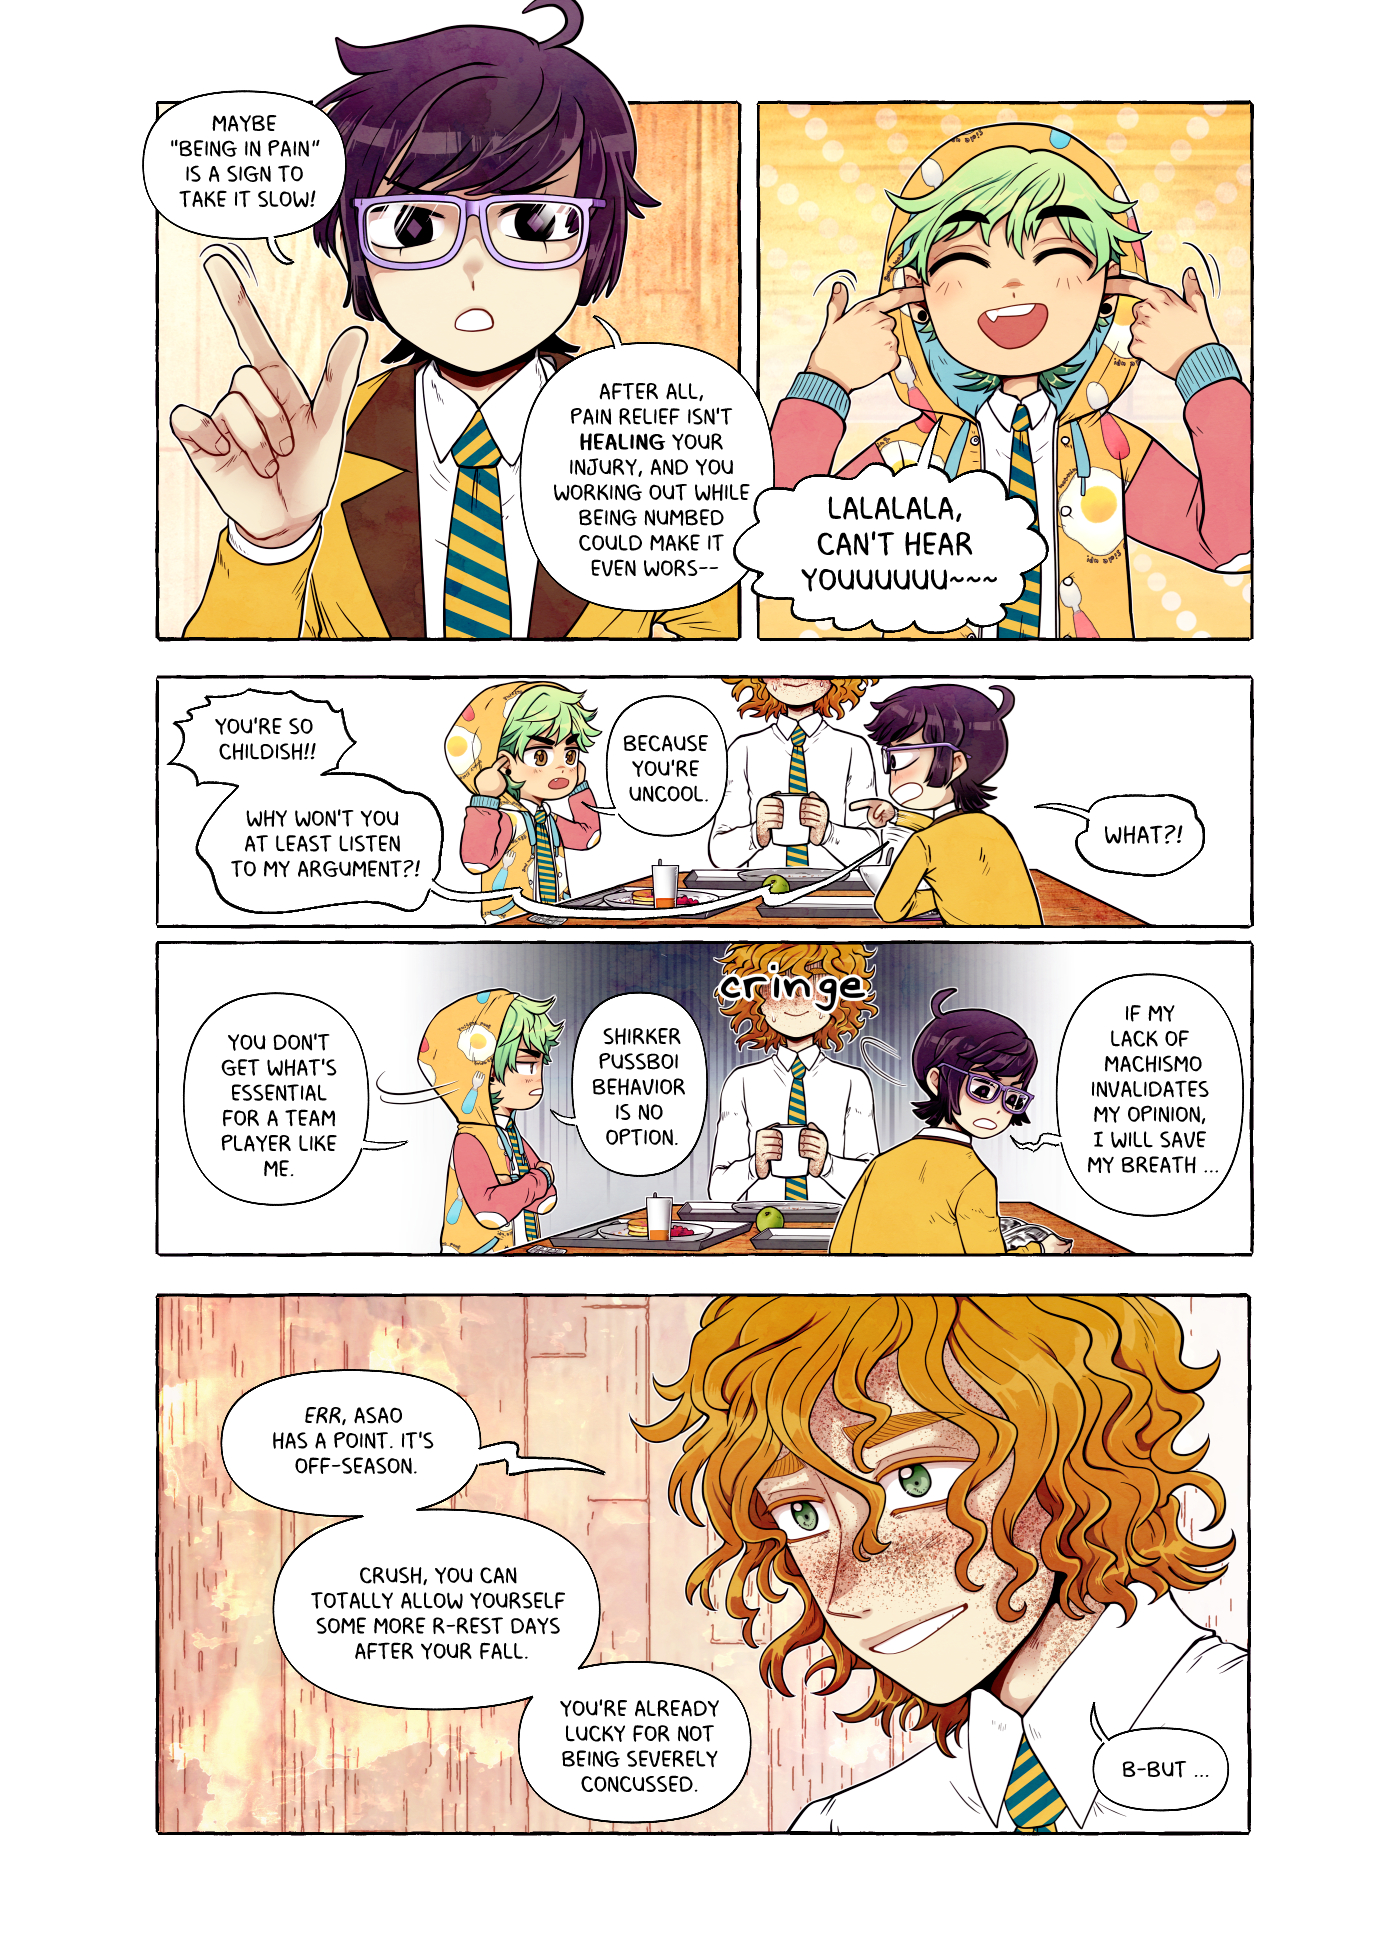 MAYBE
"BEING IN PAIN"
IS A SIGN TO
TAKE IT SLOW!
AFTER ALL,
PAIN RELIEF ISN'T
HEALING YOUR
INJURY, AND YOU
WORKING OUT WHILE
BEING NUMBED
COULD MAKE IT
EVEN WORS--
LALALALA,
CAN'T HEAR
YOUUUUUU~~~
YOU'RE SO
CHILDISH!!
WHY WON'T YOU
AT LEAST LISTEN
TO MY ARGUMENT?!
BECAUSE
YOU'RE
UNCOOL.
WHAT?!
YOU DON'T
GET WHAT'S
ESSENTIAL
FOR A TEAM
PLAYER LIKE
ME.
SHIRKER
PUSSBOI
BEHAVIOR
IS NO
OPTION.
cringe
IF MY
LACK OF
MACHISMO
INVALIDATES
MY OPINION,
I WILL SAVE
MY BREATH ...
ERR, ASAO
HAS A POINT. IT'S
OFF-SEASON.
CRUSH, YOU CAN
TOTALLY ALLOW YOURSELF
SOME MORE R-REST DAYS
AFTER YOUR FALL.
YOU'RE ALREADY
LUCKY FOR NOT
BEING SEVERELY
CONCUSSED.
B-BUT ...